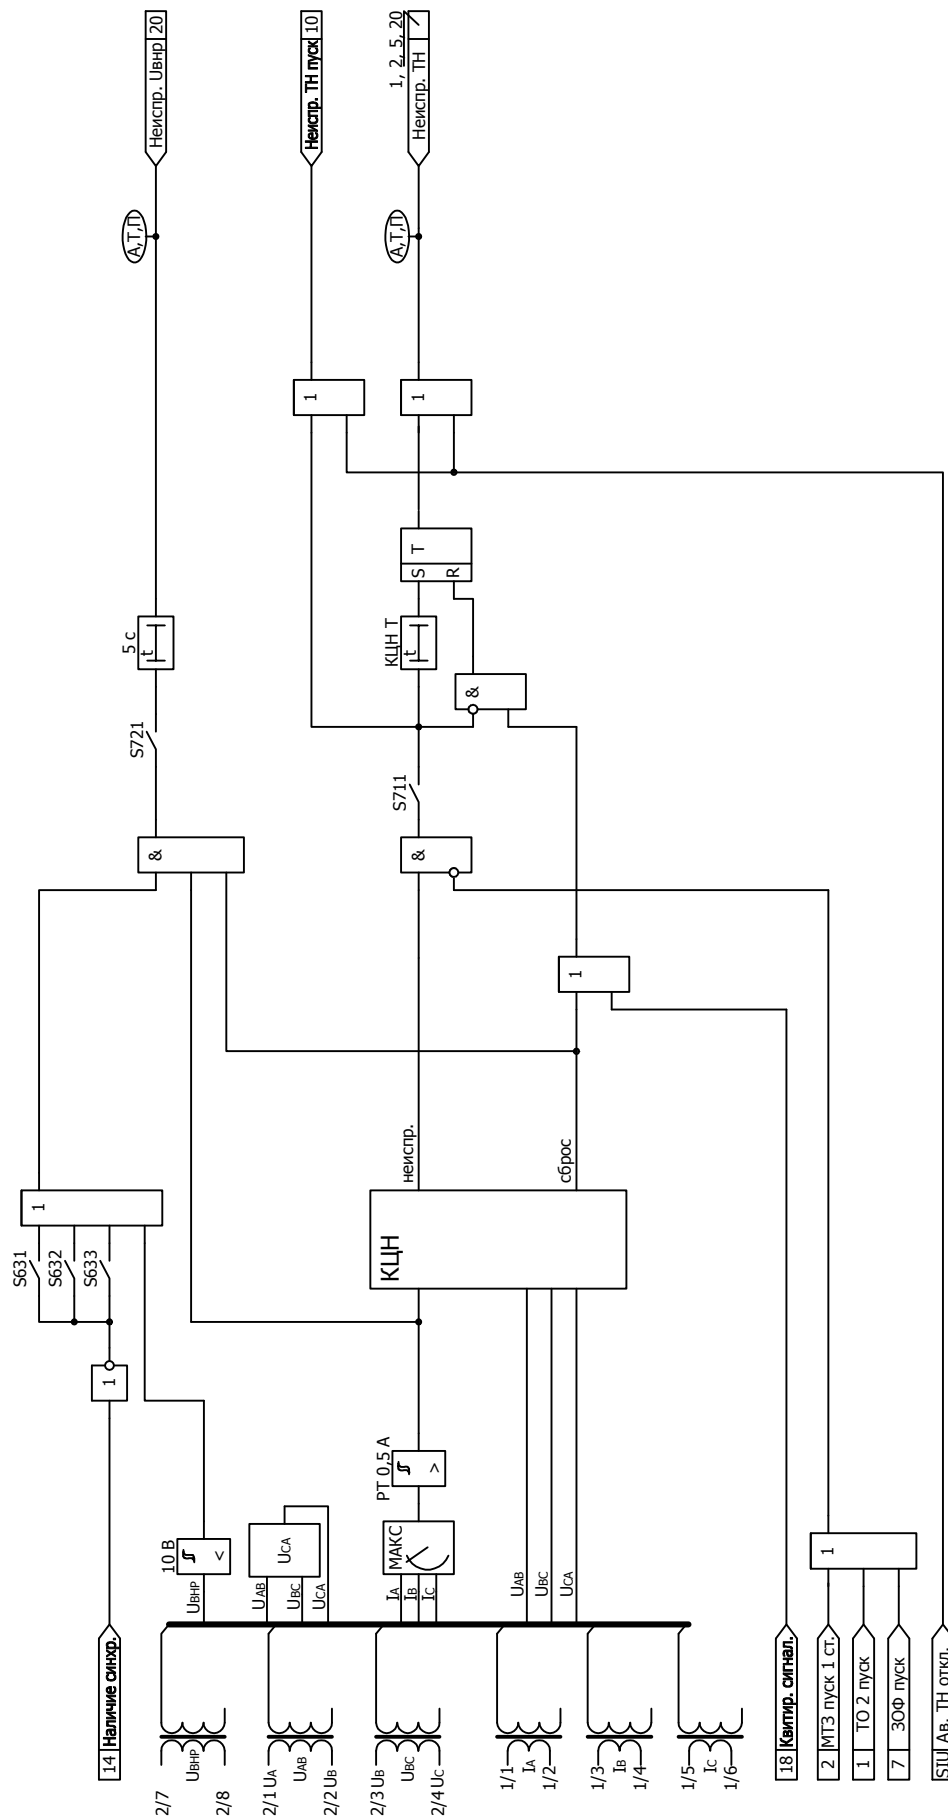 Неиспр. Uвнр 20
Неиспр. ТН пуск 10
1, 2, 5, 20
Неиспр. ТН
А,Т,П
А,Т,П
1
1
5 с
t
КЦН Т
t
S Т
R
&
S721
S711
&
&
1
неиспр.
сброс
КЦН
1
S631
S632
S633
1
РТ 0,5 А
>
10 В
<
UCA
МАКС
UВНР
UAB
UBC
UCA
IA
IB
IC
UAB
UBC
UCA
1
14 Наличие синхр.
2/7
UВНР
2/8
2/1 UA
UAB
2/2 UB
2/3 UB
UBC
2/4 UC
1/1
IA
1/2
1/3
IB
1/4
1/5
IC
1/6
18 Квитир. сигнал.
2 МТЗ пуск 1 ст.
1 ТО 2 пуск
7 ЗОФ пуск
SIU Ав. ТН откл.